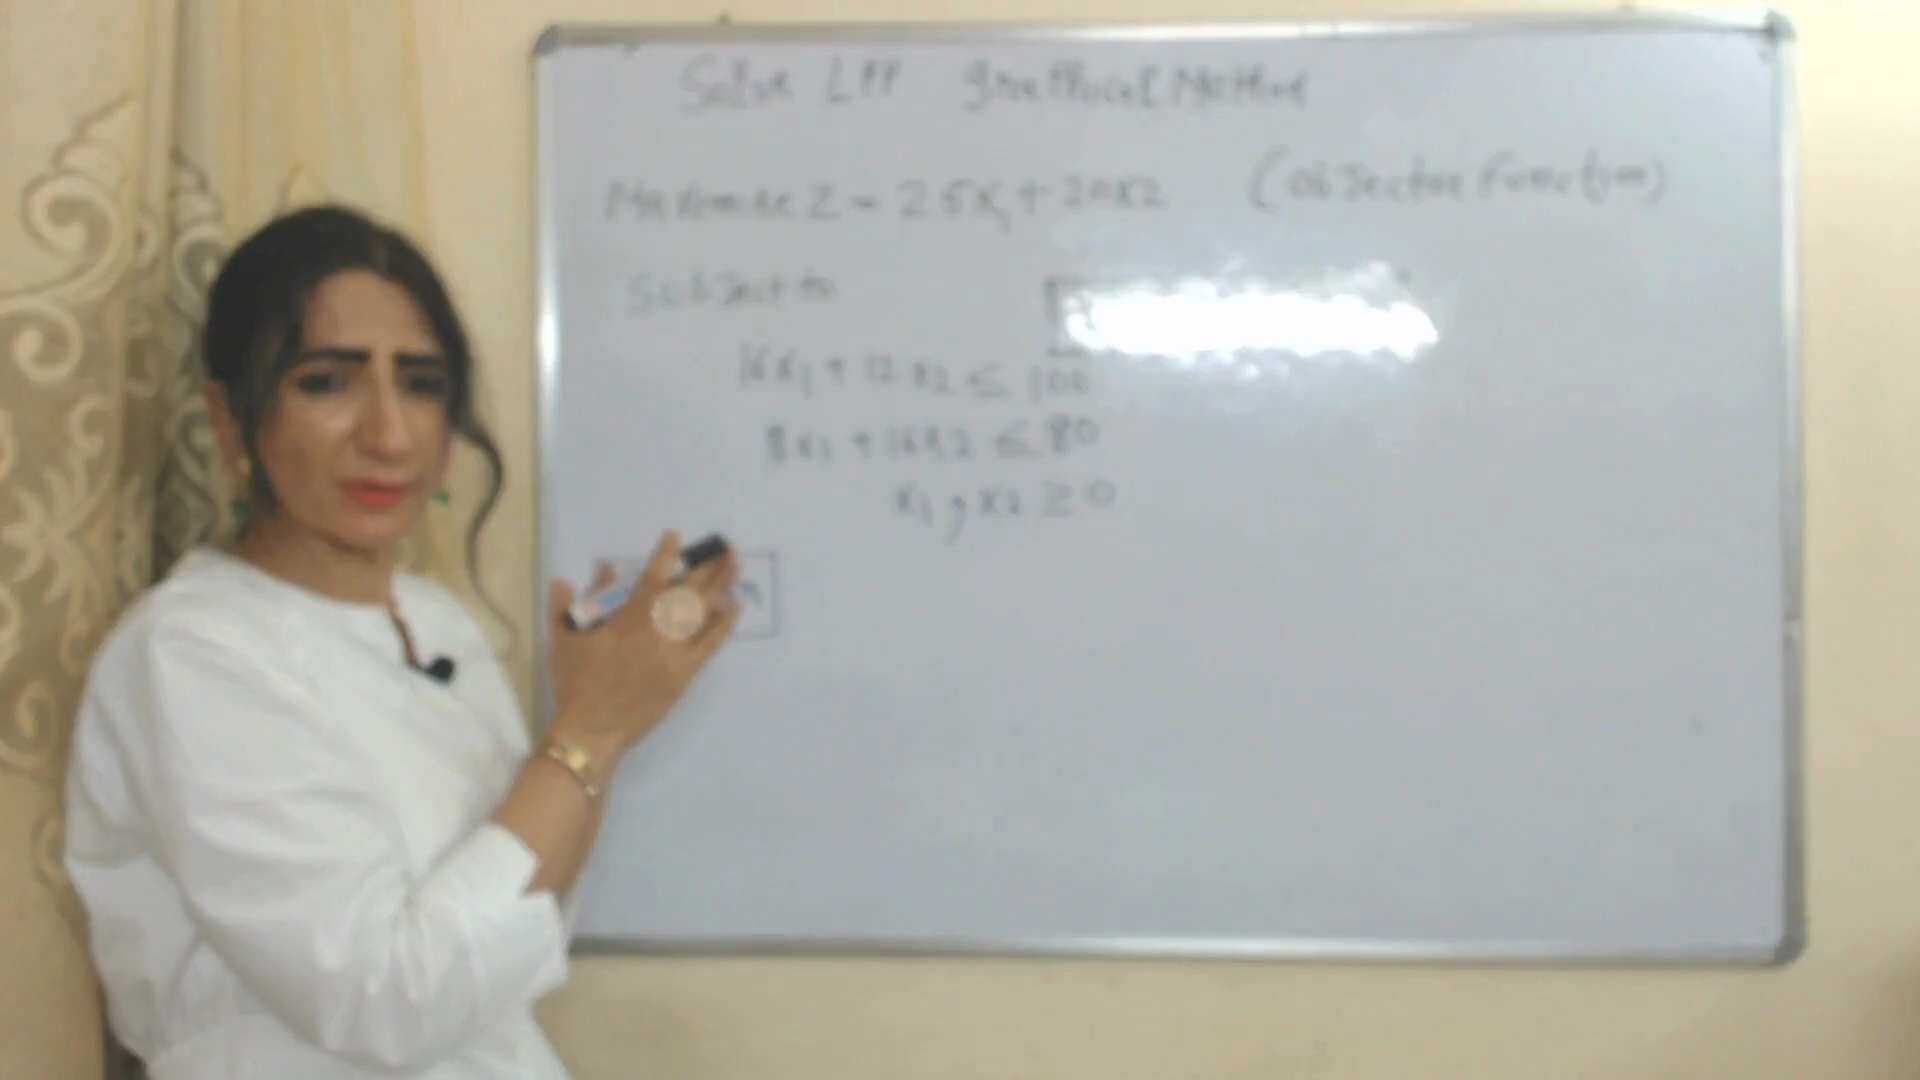 Solve LPP graphical Method
Maximize Z = 25x1 + 20x2 (Objective Function)
Subject to
16x1 + 12x2 ≤ 100
8x1 + 16x2 ≤ 80
x1, x2 ≥ 0